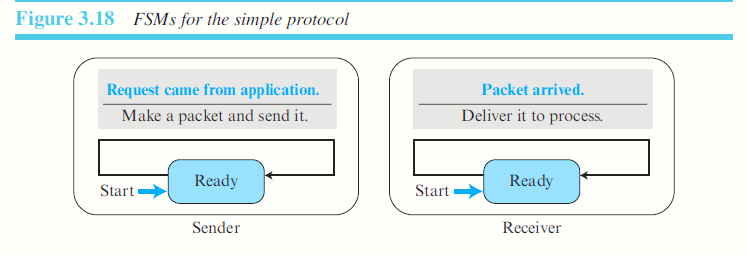 Figure 3.18 FSMs for the simple protocol
Request came from application.
Make a packet and send it.
Start
Ready
Sender
Packet arrived.
Deliver it to process.
Start
Ready
Receiver